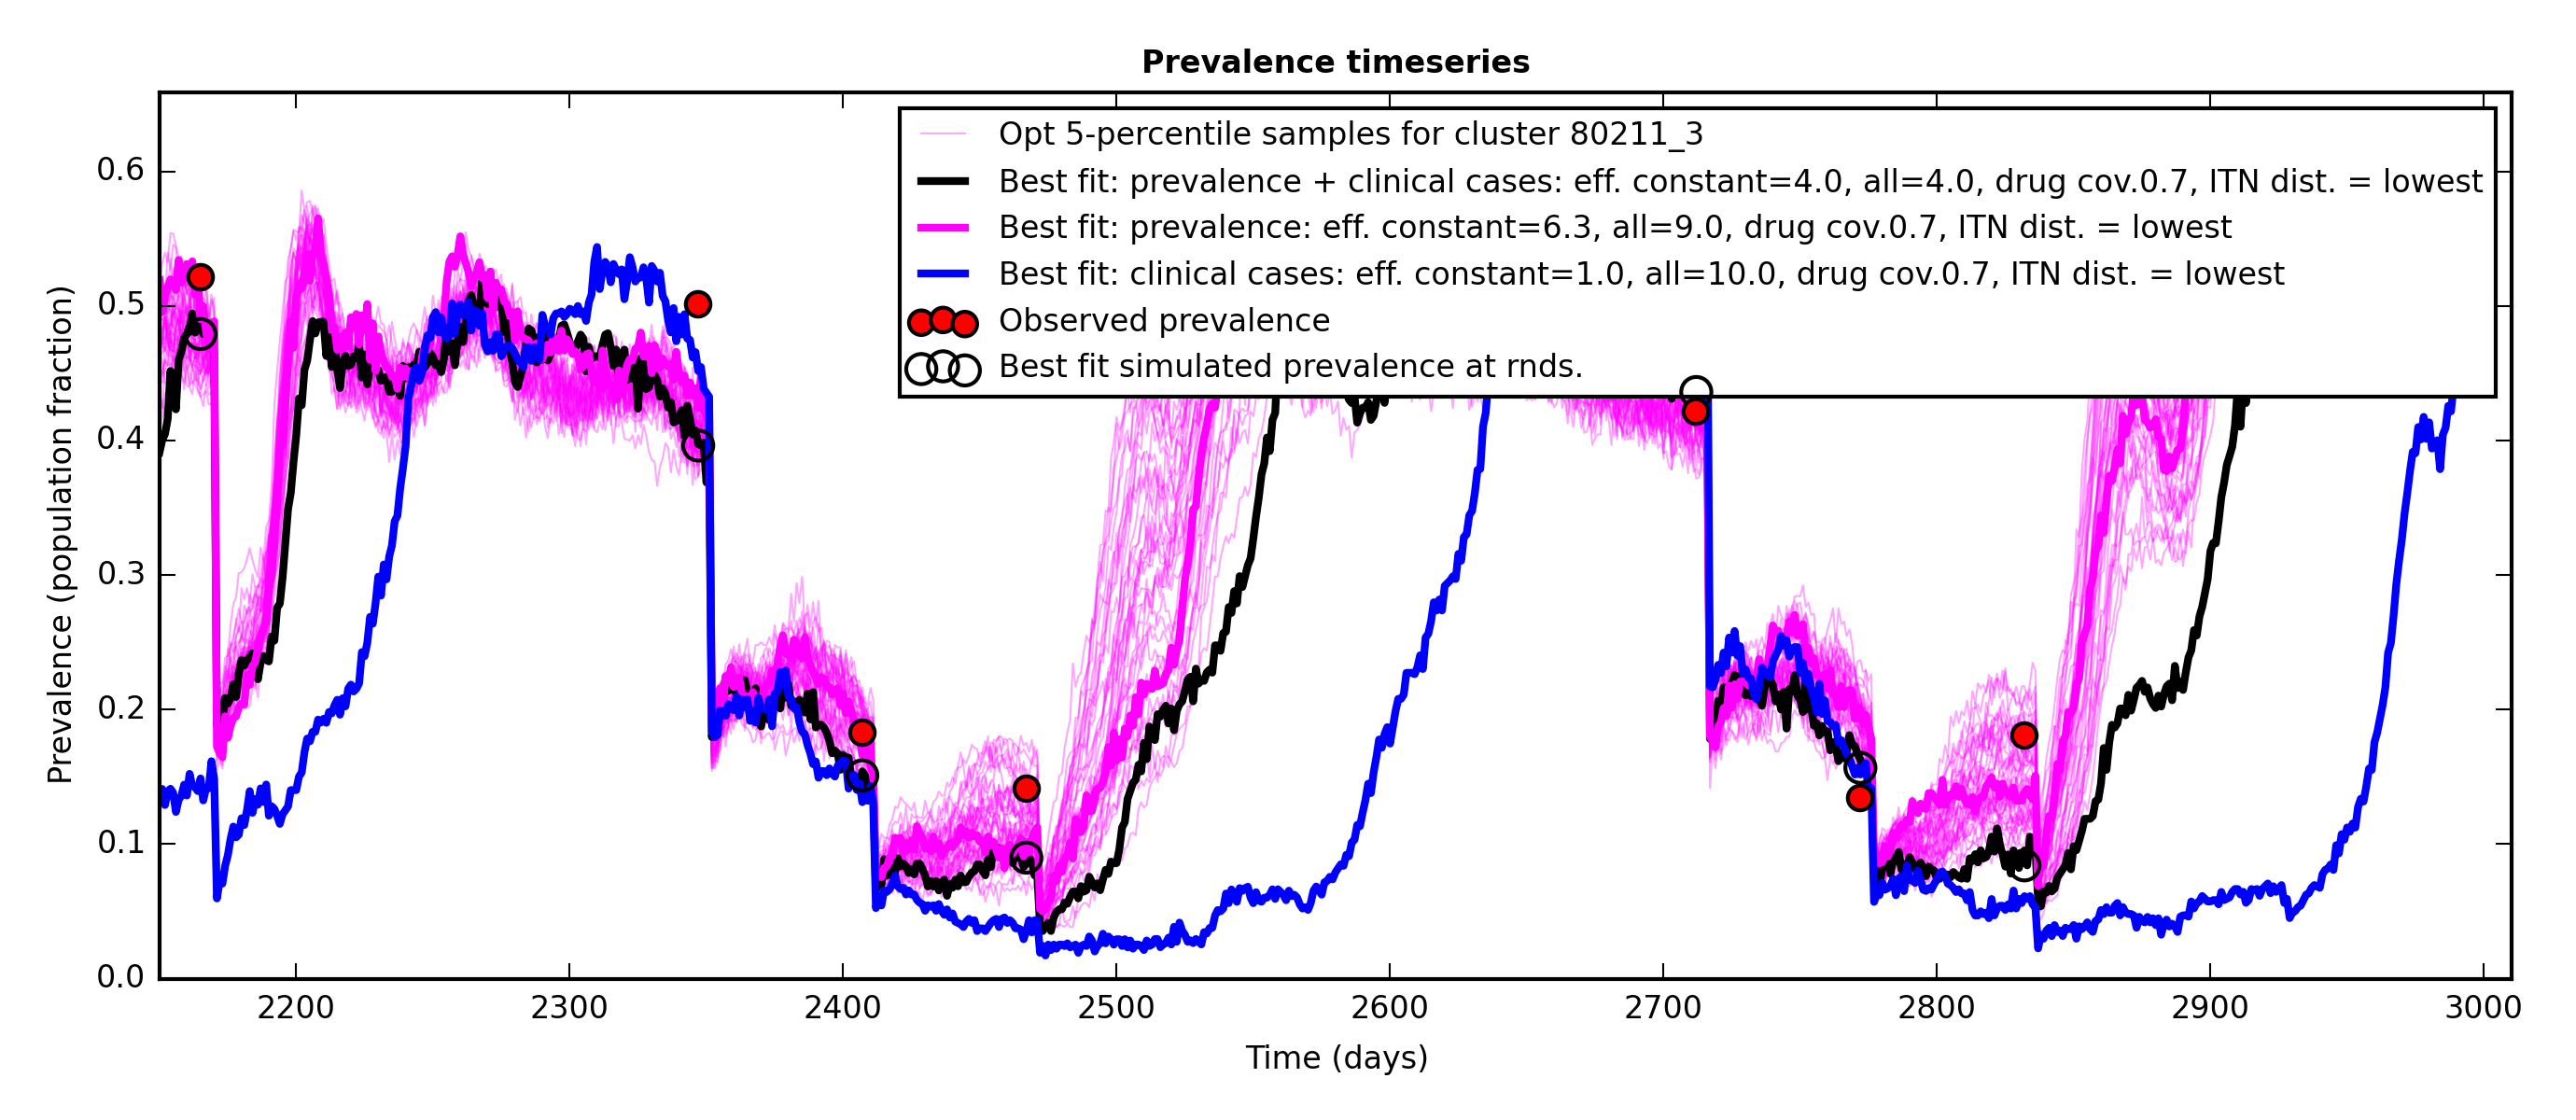 Prevalence timeseries
Opt 5-percentile samples for cluster 80211_3
Best fit: prevalence + clinical cases: eff. constant=4.0, all=4.0, drug cov.0.7, ITN dist. = lowest
Best fit: prevalence: eff. constant=6.3, all=9.0, drug cov.0.7, ITN dist. = lowest
Best fit: clinical cases: eff. constant=1.0, all=10.0, drug cov.0.7, ITN dist. = lowest
Observed prevalence
Best fit simulated prevalence at rnds.
Prevalence (population fraction)
0.6
0.5
0.4
0.3
0.2
0.1
0.0
2200 2300 2400 2500 2600 2700 2800 2900 3000
Time (days)